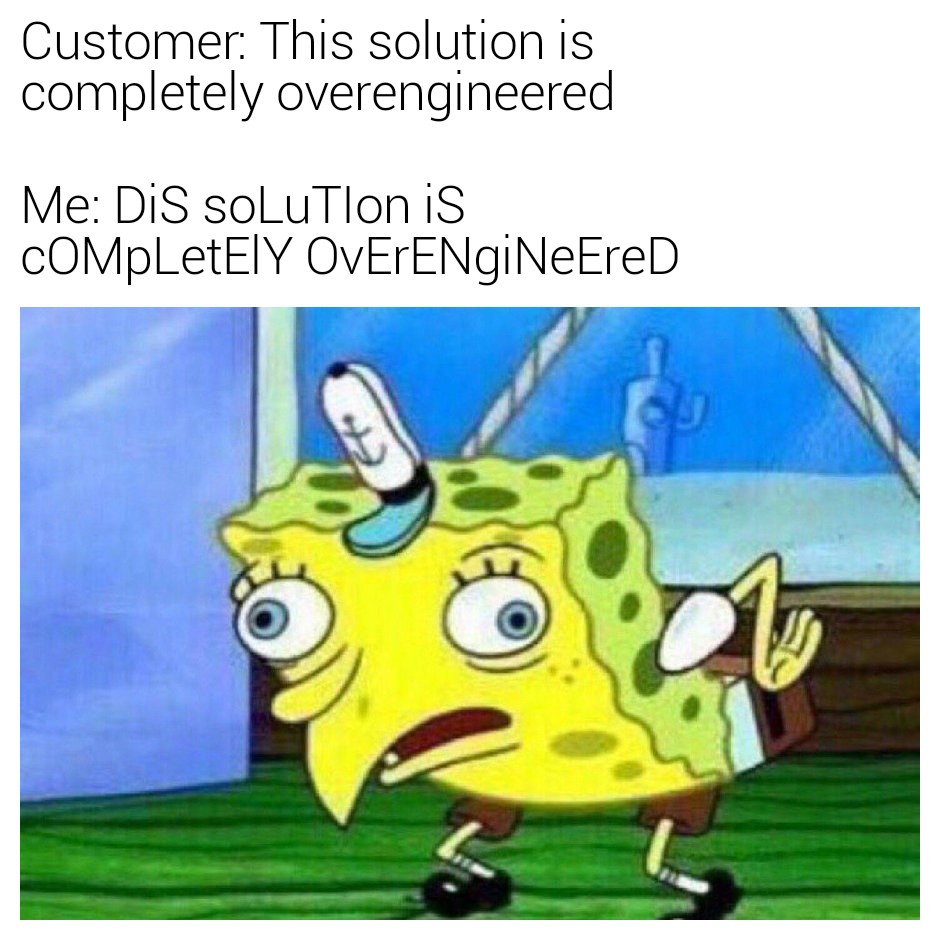 Customer: This solution is
completely overengineered
Me: DiS soLuTIon iS
cOMpLetElY OvErENgiNeEreD